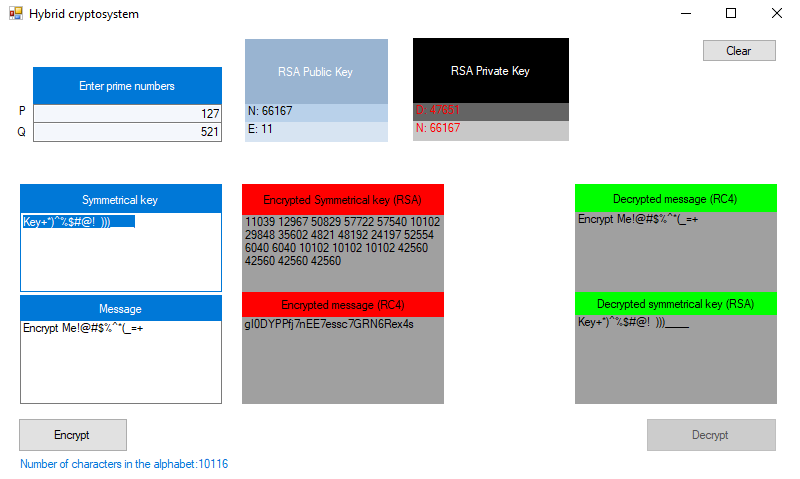 Hybrid cryptosystem
Clear
Enter prime numbers
RSA Public Key
RSA Private Key
P 127
Q 521
N: 66167
E: 11
D: 47651
N: 66167
Symmetrical key
Key+*)^%$#@! )))____
Encrypted Symmetrical key (RSA)
11039 12967 50829 57722 57540 10102
29848 35602 4821 48192 24197 52554
6040 6040 10102 10102 10102 42560
42560 42560 42560
Decrypted message (RC4)
Encrypt Me!@#$%^*(_=+
Message
Encrypt Me!@#$%^*(_=+
Encrypted message (RC4)
gI0DYPPfj7nEE7essc7GRN6Rex4s
Decrypted symmetrical key (RSA)
Key+*)^%$#@! )))____
Encrypt
Decrypt
Number of characters in the alphabet:10116